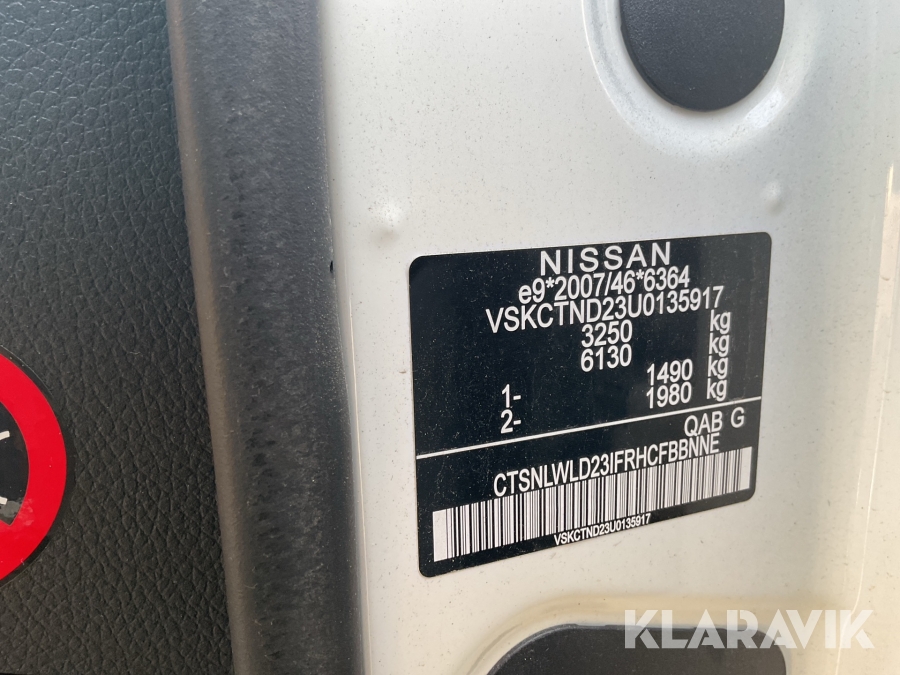 NISSAN
e9*2007/46*6364
VSKCTND23U0135917
3250 kg
6130 kg
1- 1490 kg
2- 1980 kg
QAB G
CTSNLWLD23IFRHCFBBNNE
VSKCTND23U0135917
KLARAVIK